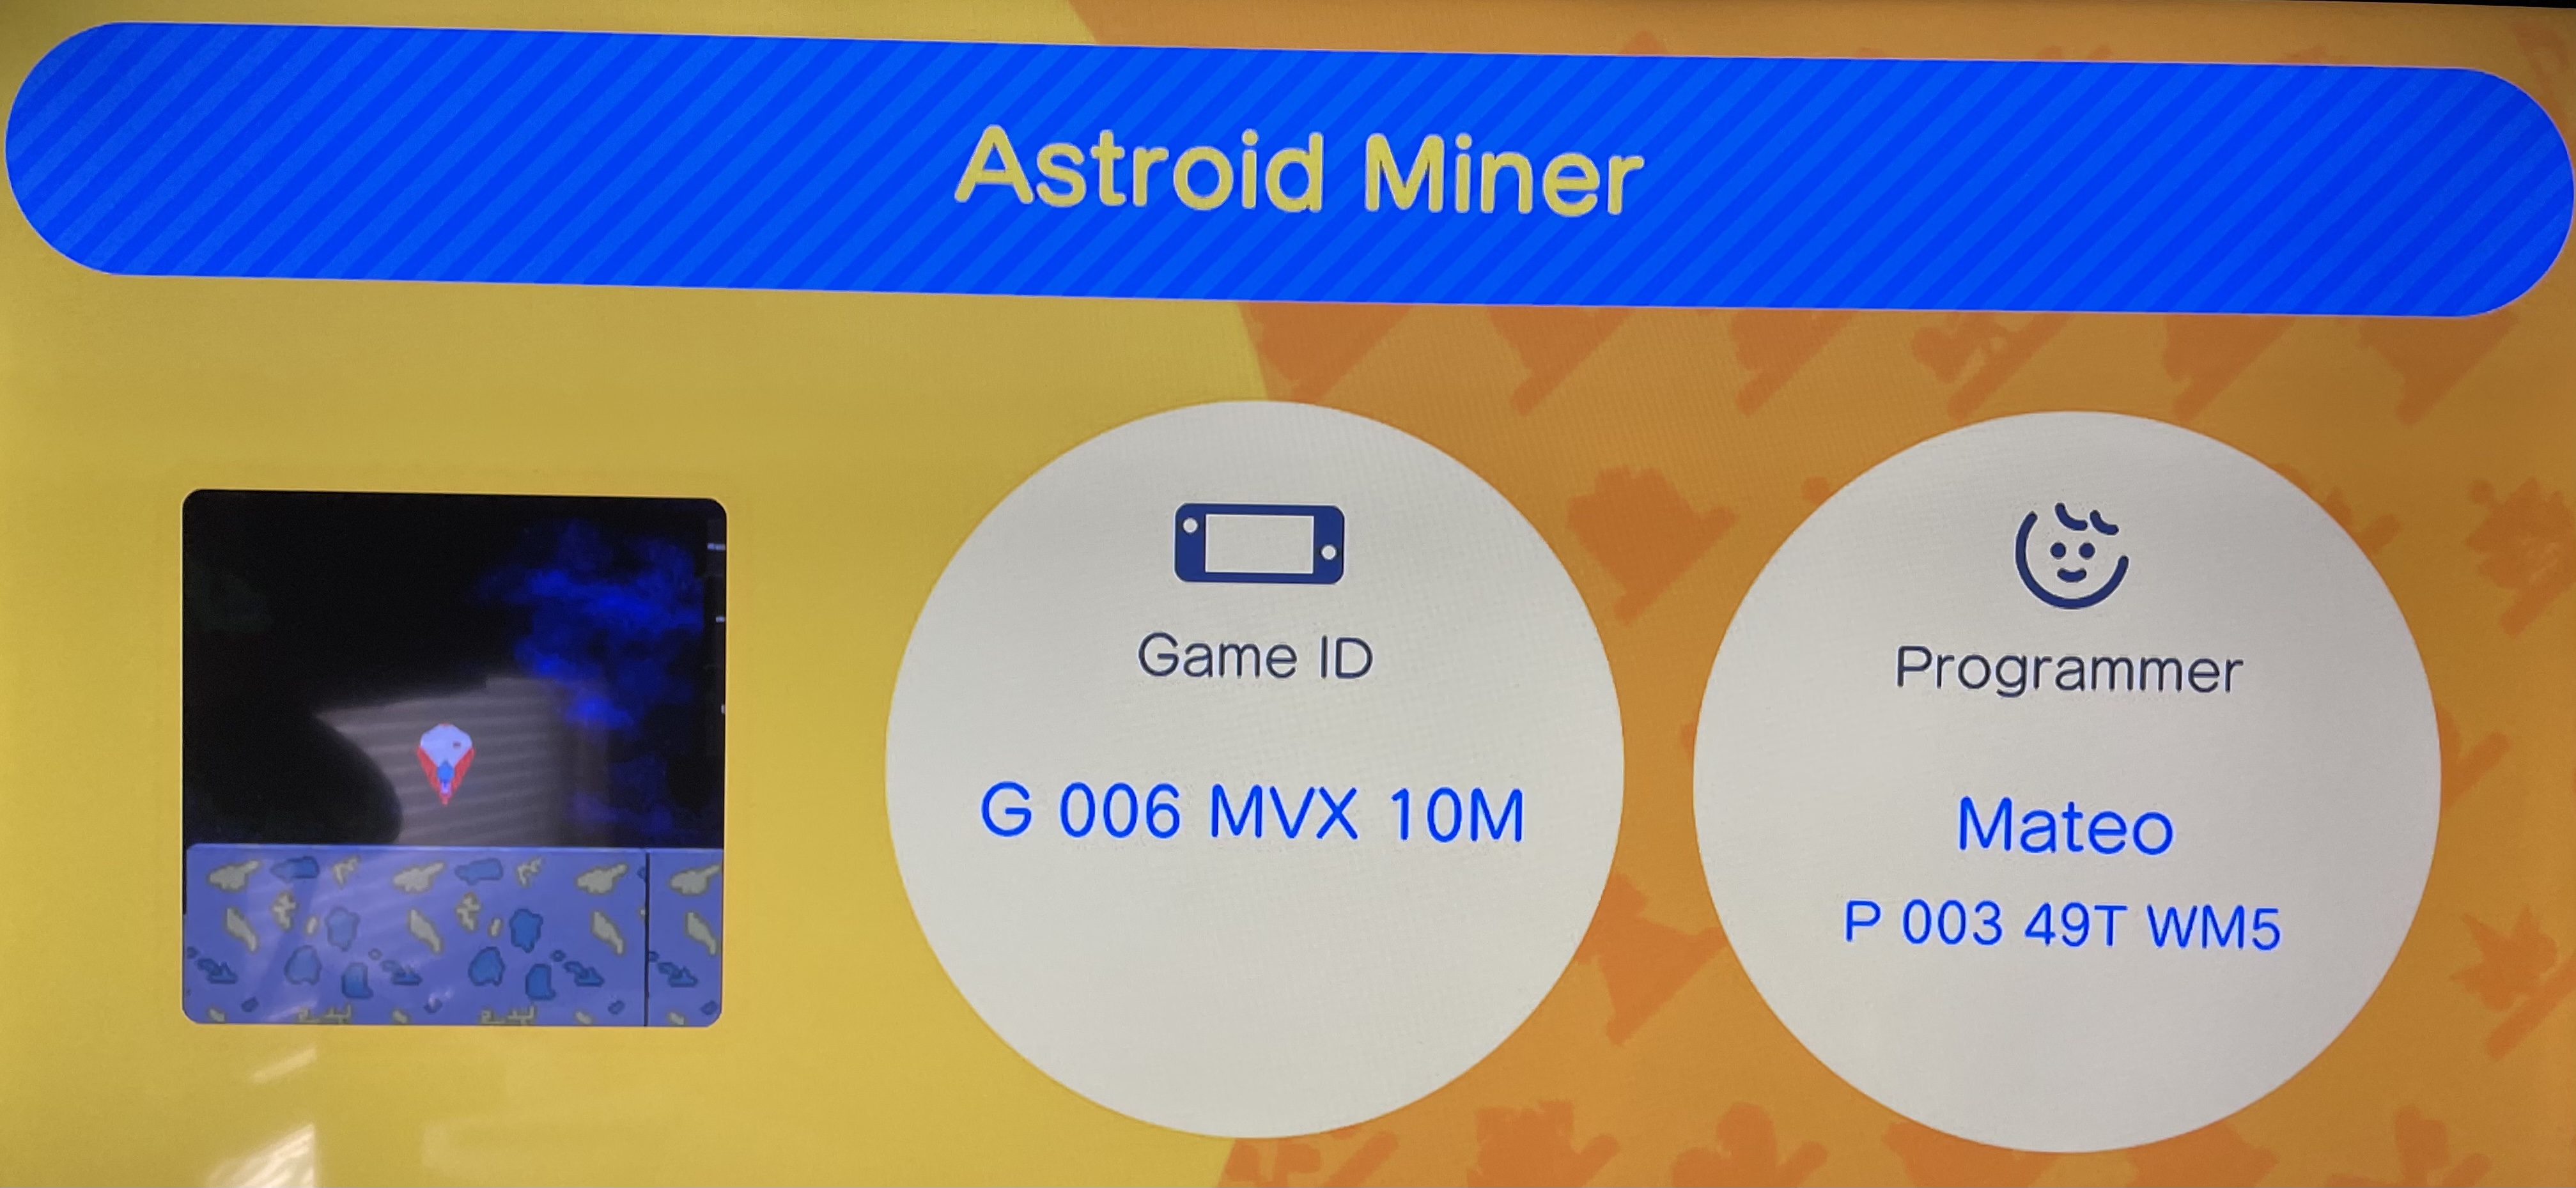 Astroid Miner
Game ID
G 006 MVX 10M
Programmer
Mateo
P 003 49T WM5